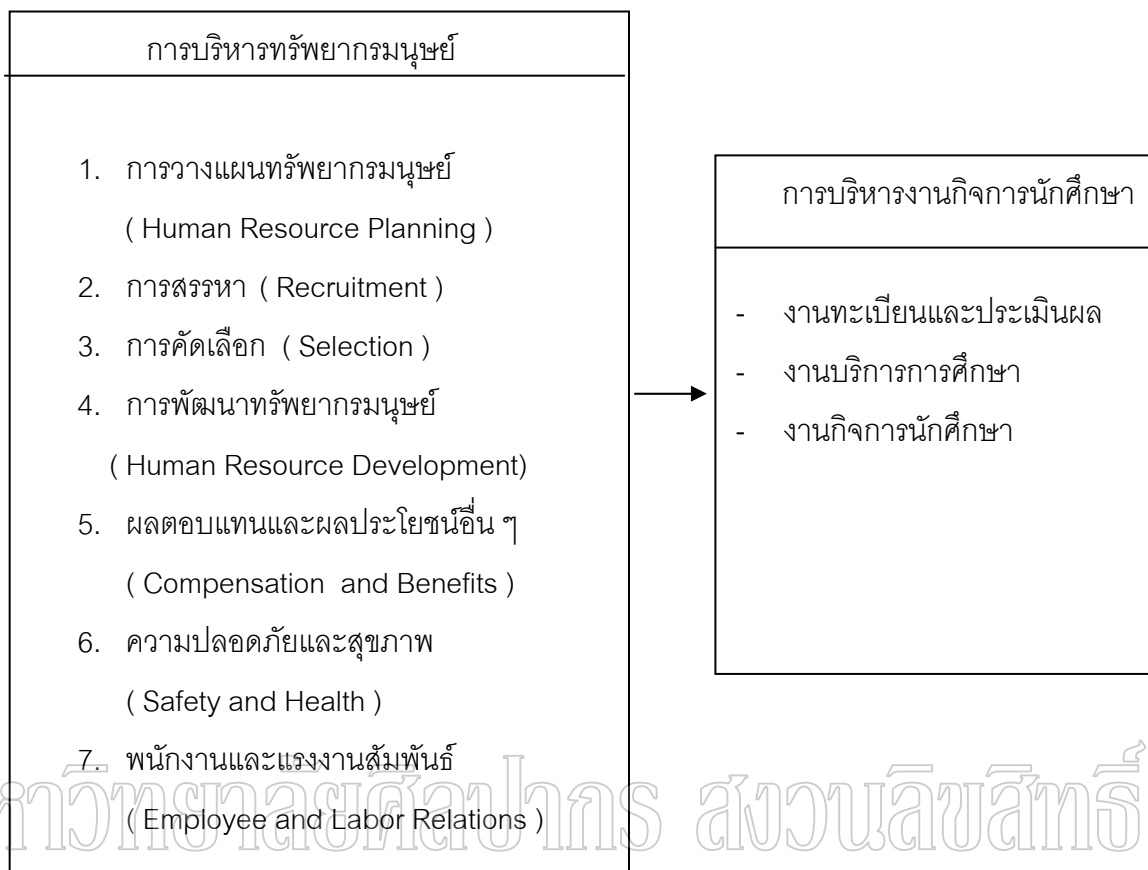 การบริหารทรัพยากรมนุษย์
1. การวางแผนทรัพยากรมนุษย์
( Human Resource Planning )
2. การสรรหา ( Recruitment )
3. การคัดเลือก ( Selection )
4. การพัฒนาทรัพยากรมนุษย์
( Human Resource Development)
5. ผลตอบแทนและผลประโยชน์อื่น ๆ
( Compensation and Benefits )
6. ความปลอดภัยและสุขภาพ
( Safety and Health )
7. พนักงานและแรงงานสัมพันธ์
( Employee and Labor Relations )
การบริหารงานกิจการนักศึกษา
- งานทะเบียนและประเมินผล
- งานบริการการศึกษา
- งานกิจการนักศึกษา
หาวิทยาลัยศิลปากร สงวนลิขสิทธิ์